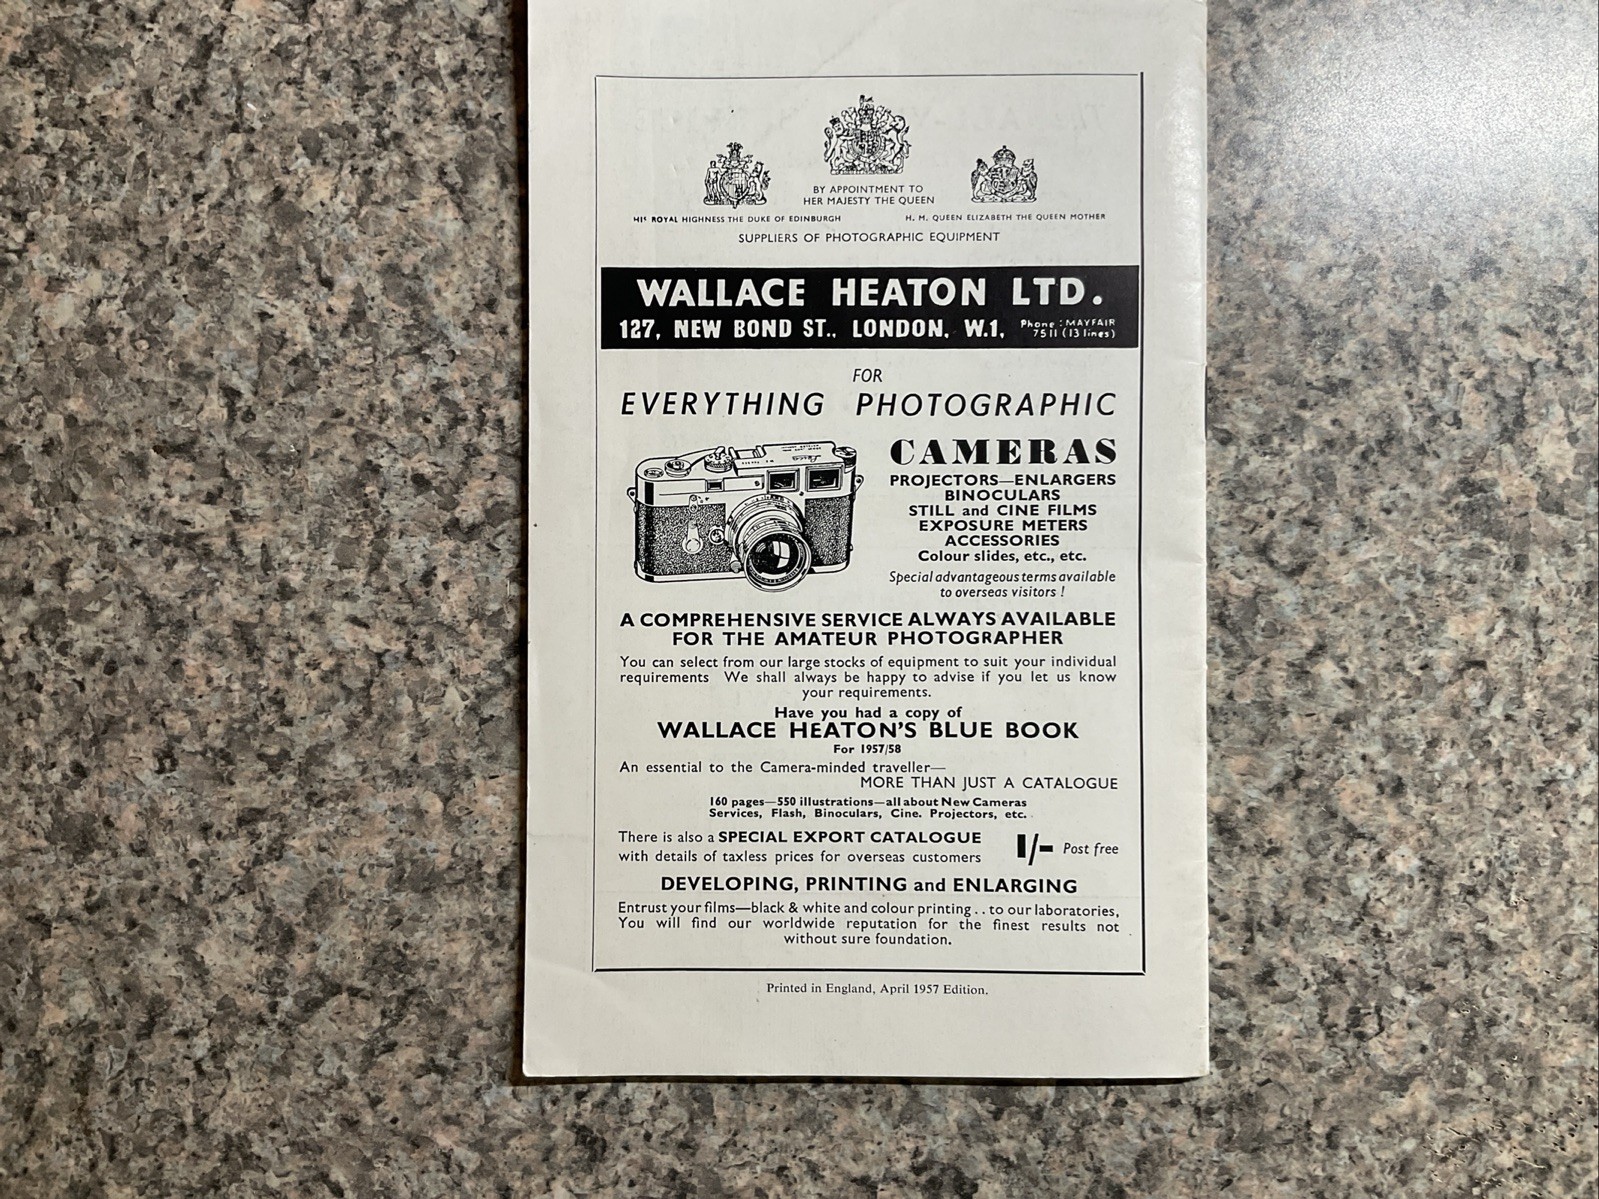 BY APPOINTMENT TO
HER MAJESTY THE QUEEN
HIS ROYAL HIGHNESS THE DUKE OF EDINBURGH
H. M. QUEEN ELIZABETH THE QUEEN MOTHER
SUPPLIERS OF PHOTOGRAPHIC EQUIPMENT
WALLACE HEATON LTD.
127, NEW BOND ST., LONDON, W.1, Phone : MAYFAIR
7511 (13 lines)
FOR
EVERYTHING PHOTOGRAPHIC
Leica
CAMERAS
PROJECTORS—ENLARGERS
BINOCULARS
STILL and CINE FILMS
EXPOSURE METERS
ACCESSORIES
Colour slides, etc., etc.
Special advantageous terms available
to overseas visitors !
A COMPREHENSIVE SERVICE ALWAYS AVAILABLE
FOR THE AMATEUR PHOTOGRAPHER
You can select from our large stocks of equipment to suit your individual
requirements We shall always be happy to advise if you let us know
your requirements.
Have you had a copy of
WALLACE HEATON'S BLUE BOOK
For 1957/58
An essential to the Camera-minded traveller—
MORE THAN JUST A CATALOGUE
160 pages—550 illustrations—all about New Cameras
Services, Flash, Binoculars, Cine. Projectors, etc.
There is also a SPECIAL EXPORT CATALOGUE
with details of taxless prices for overseas customers
1/- Post free
DEVELOPING, PRINTING and ENLARGING
Entrust your films—black & white and colour printing . . to our laboratories,
You will find our worldwide reputation for the finest results not
without sure foundation.
Printed in England, April 1957 Edition.